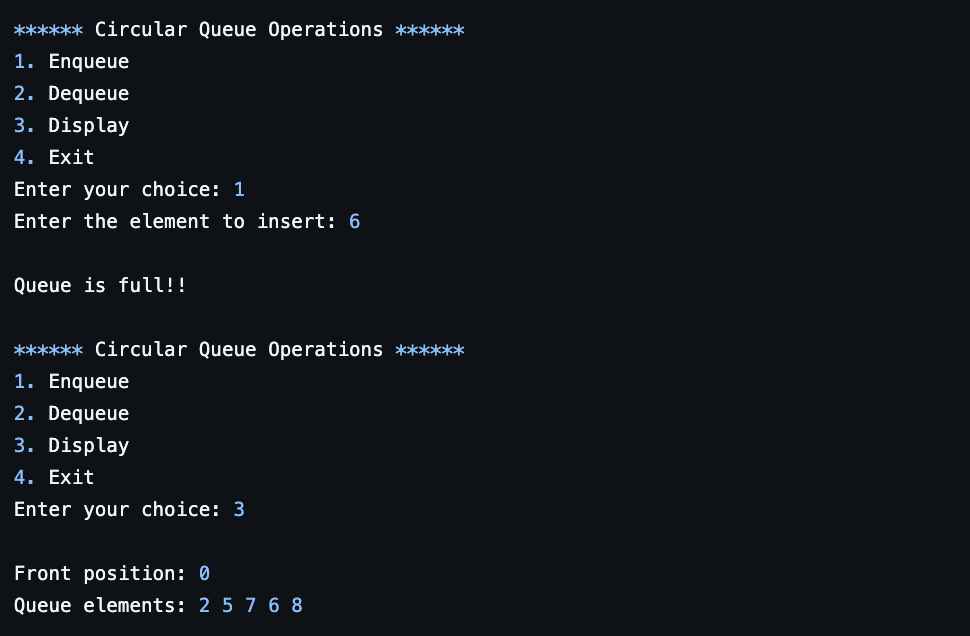 ****** Circular Queue Operations ******
1. Enqueue
2. Dequeue
3. Display
4. Exit
Enter your choice: 1
Enter the element to insert: 6
Queue is full!!
****** Circular Queue Operations ******
1. Enqueue
2. Dequeue
3. Display
4. Exit
Enter your choice: 3
Front position: 0
Queue elements: 2 5 7 6 8